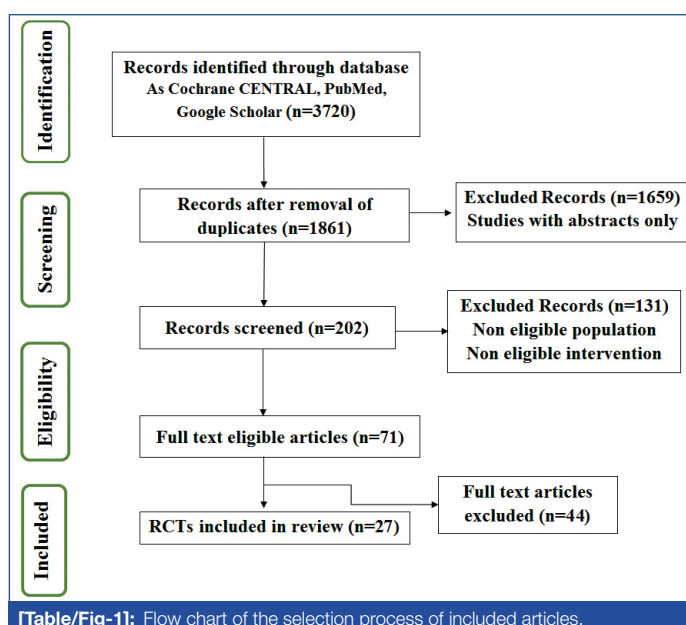 Identification
Records identified through database
As Cochrane CENTRAL, PubMed,
Google Scholar (n=3720)
Screening
Records after removal of
duplicates (n=1861)
Excluded Records (n=1659)
Studies with abstracts only
Records screened (n=202)
Excluded Records (n=131)
Non eligible population
Non eligible intervention
Eligibility
Full text eligible articles (n=71)
Included
Full text articles
excluded (n=44)
RCTs included in review (n=27)
[Table/Fig-1]: Flow chart of the selection process of included articles.